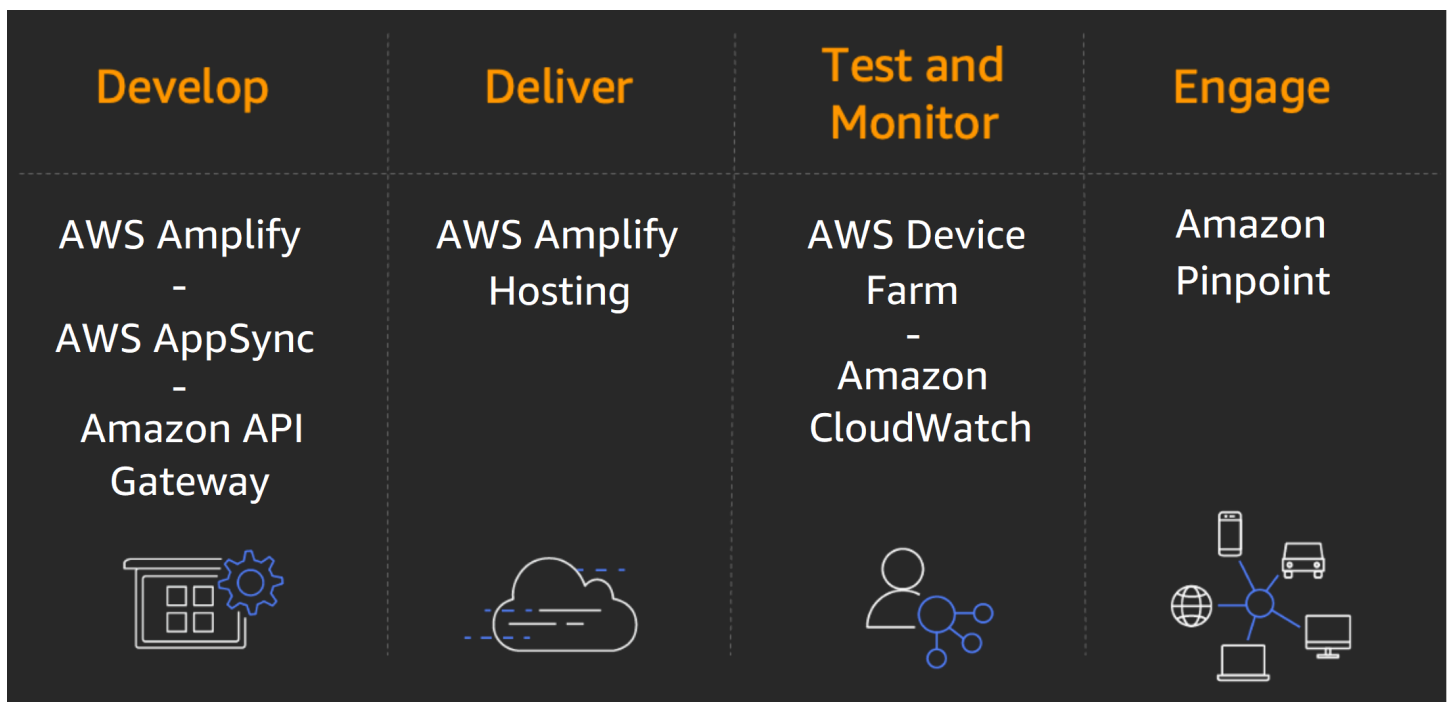 Develop
AWS Amplify
-
AWS AppSync
-
Amazon API
Gateway
Deliver
AWS Amplify
Hosting
Test and
Monitor
AWS Device
Farm
-
Amazon
CloudWatch
Engage
Amazon
Pinpoint